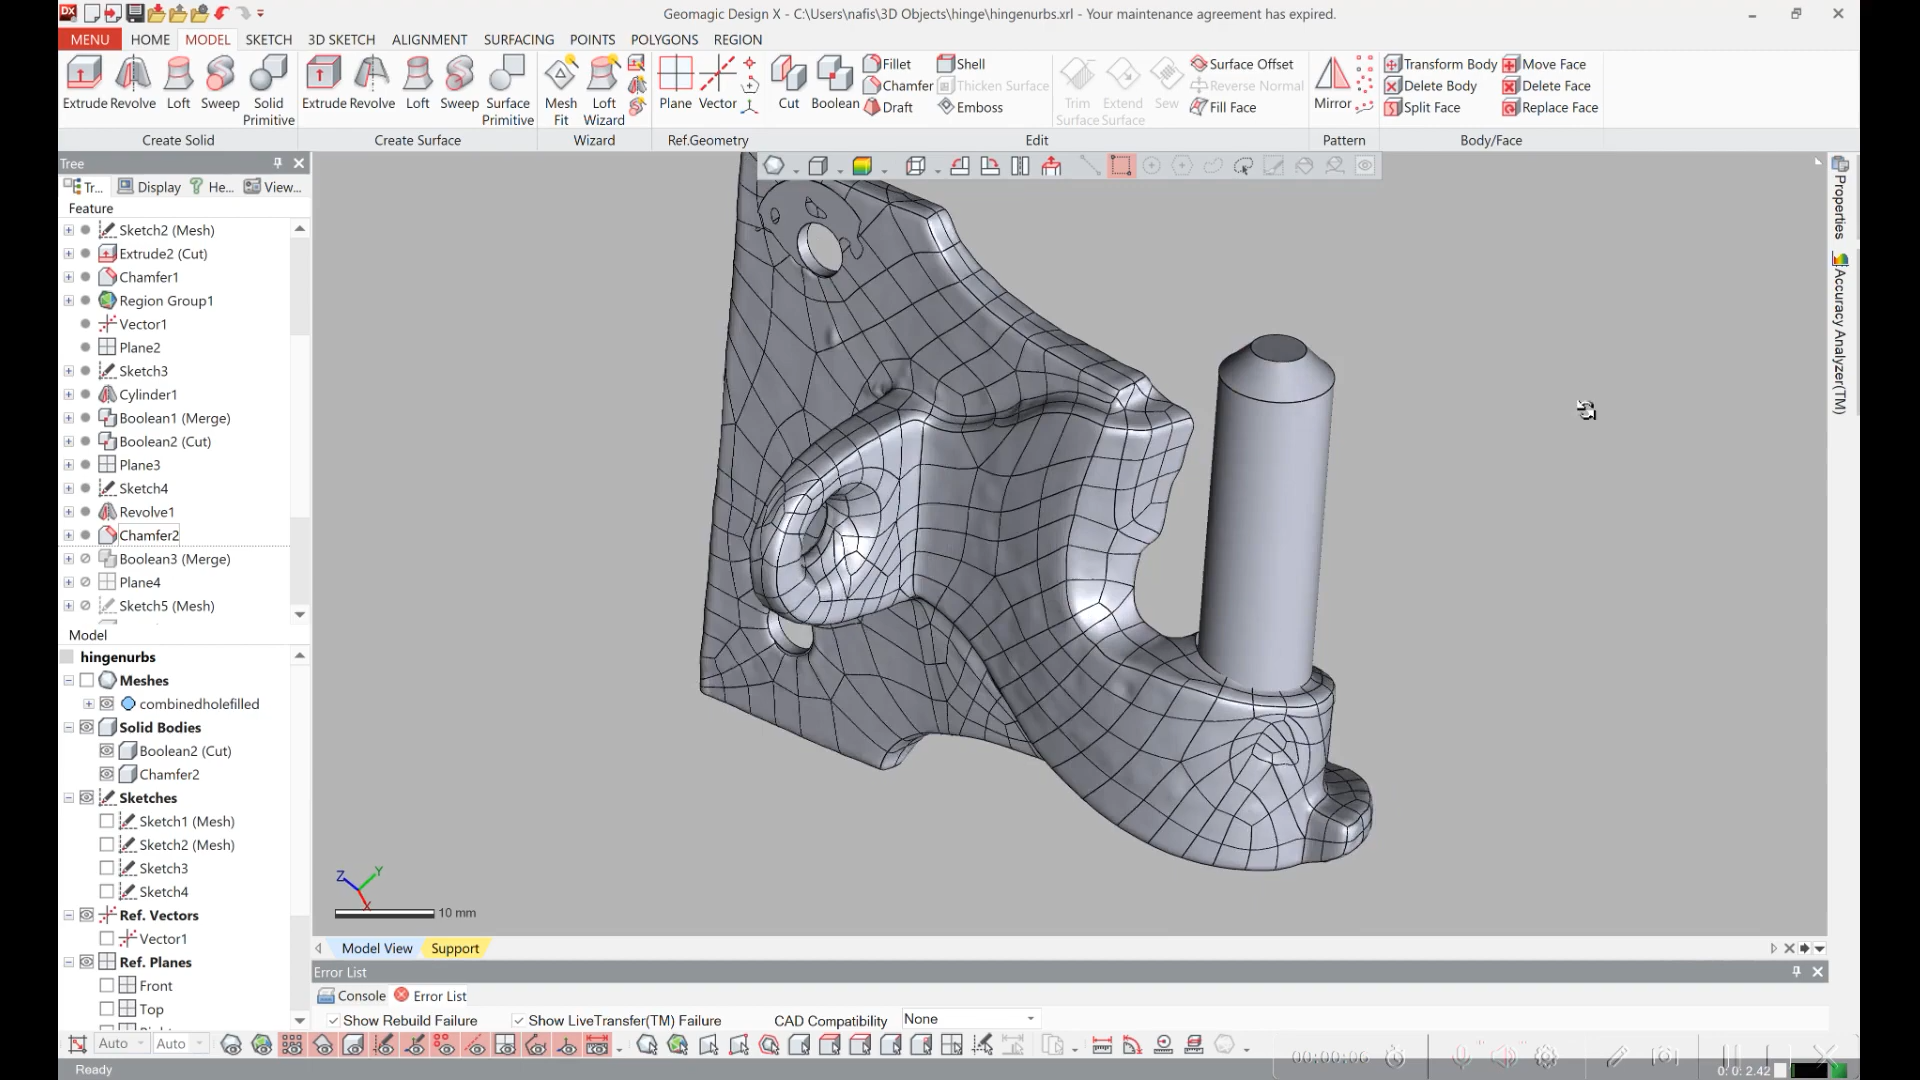 Geomagic Design X - C:\Users\nafis\3D Objects\hinge\hingenurbs.xrl - Your maintenance agreement has expired.
MENU HOME MODEL SKETCH 3D SKETCH ALIGNMENT SURFACING POINTS POLYGONS REGION
Extrude Revolve Loft Sweep Solid Primitive
Create Solid
Extrude Revolve Loft Sweep Surface Primitive
Create Surface
Mesh Fit Loft Wizard
Wizard
Plane Vector
Ref.Geometry
Cut Boolean
Fillet Shell
Chamfer Thicken Surface
Draft Emboss
Trim Surface Extend Surface Sew
Surface Offset
Reverse Normal
Fill Face
Edit
Mirror
Pattern
Transform Body Move Face
Delete Body Delete Face
Split Face Replace Face
Body/Face
Tree
Tr... Display He... View...
Feature
Sketch2 (Mesh)
Extrude2 (Cut)
Chamfer1
Region Group1
Vector1
Plane2
Sketch3
Cylinder1
Boolean1 (Merge)
Boolean2 (Cut)
Plane3
Sketch4
Revolve1
Chamfer2
Boolean3 (Merge)
Plane4
Sketch5 (Mesh)
Model
hingenurbs
Meshes
combinedholefilled
Solid Bodies
Boolean2 (Cut)
Chamfer2
Sketches
Sketch1 (Mesh)
Sketch2 (Mesh)
Sketch3
Sketch4
Ref. Vectors
Vector1
Ref. Planes
Front
Top
Properties
Accuracy Analyzer(TM)
Z Y X
10 mm
Model View Support
Error List
Console Error List
Show Rebuild Failure Show LiveTransfer(TM) Failure CAD Compatibility None
Auto Auto
00:00:06
Ready
0: 0: 2.42